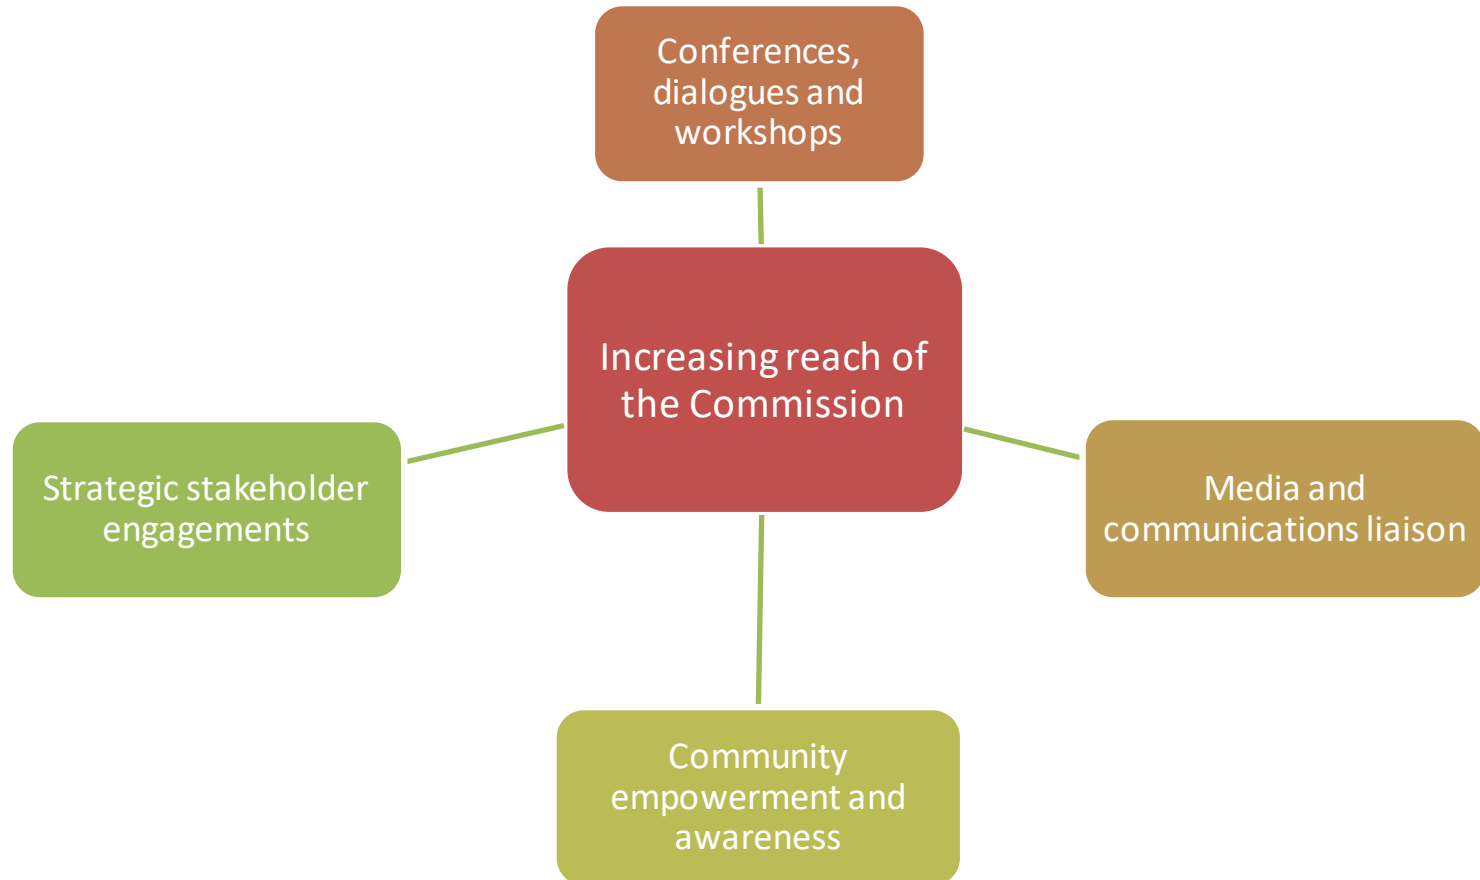 Conferences,
dialogues and
workshops
Increasing reach of
the Commission
Strategic stakeholder
engagements
Media and
communications liaison
Community
empowerment and
awareness